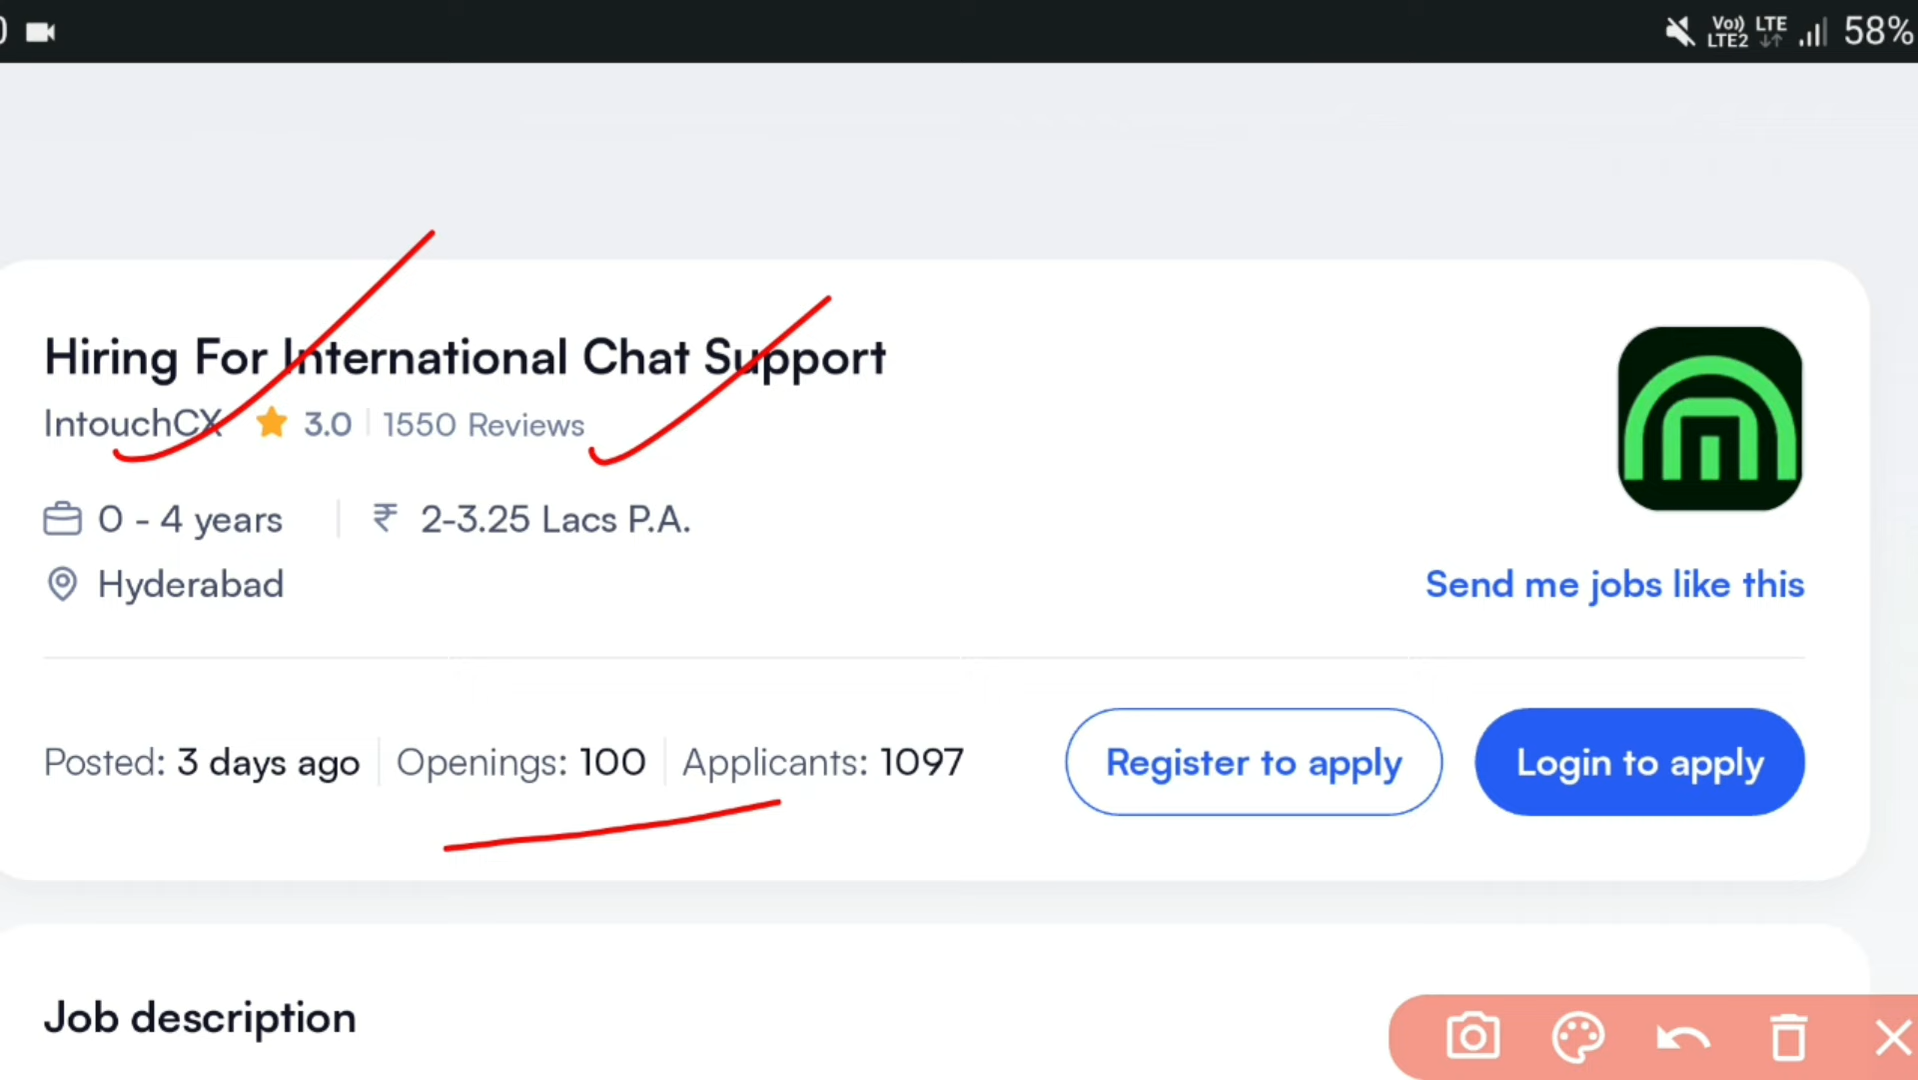 Vo)) LTE
LTE2
58%
Hiring For International Chat Support
IntouchCX 3.0 1550 Reviews
0 - 4 years ₹ 2-3.25 Lacs P.A.
Hyderabad
Send me jobs like this
Posted: 3 days ago Openings: 100 Applicants: 1097
Register to apply Login to apply
Job description